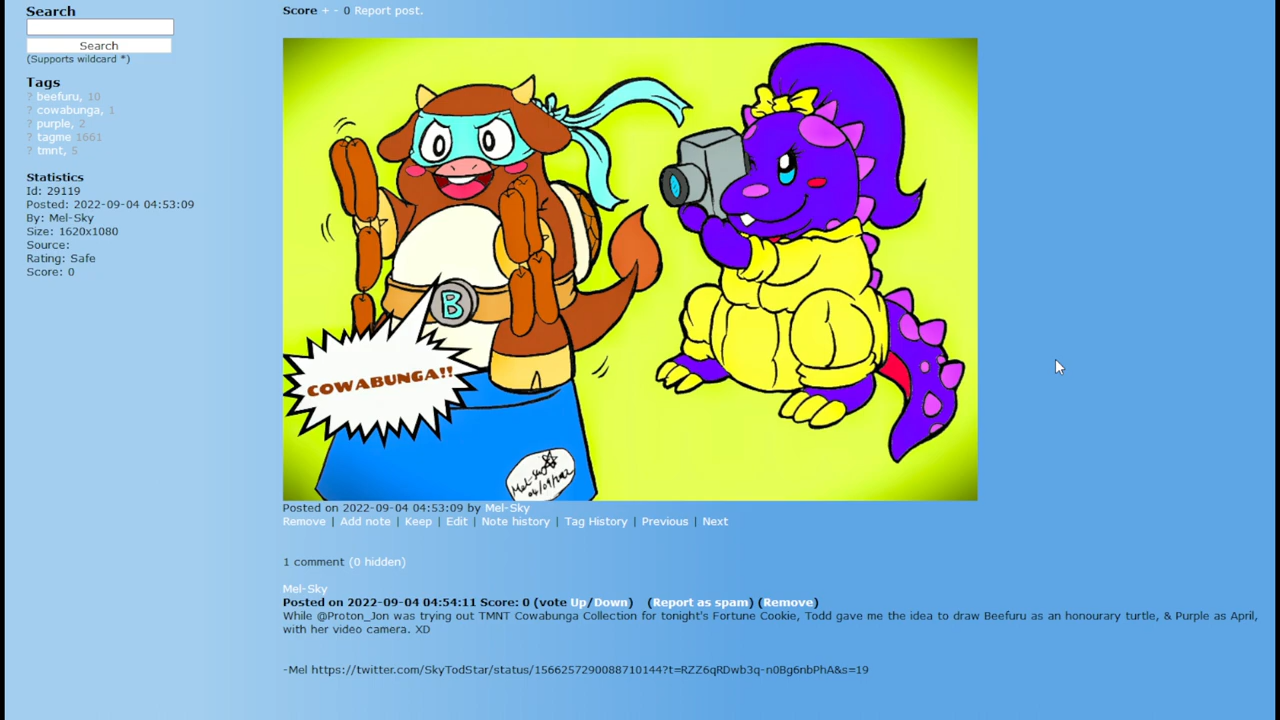 Search
Search
(Supports wildcard *)
Tags
? beefuru, 10
? cowabunga, 1
? purple, 2
? tagme 1661
? tmnt, 5
Statistics
Id: 29119
Posted: 2022-09-04 04:53:09
By: Mel-Sky
Size: 1620x1080
Source:
Rating: Safe
Score: 0
Score + - 0 Report post.
B
COWABUNGA!!
Mel-Sky
04/09/2022
Posted on 2022-09-04 04:53:09 by Mel-Sky
Remove | Add note | Keep | Edit | Note history | Tag History | Previous | Next
1 comment (0 hidden)
Mel-Sky
Posted on 2022-09-04 04:54:11 Score: 0 (vote Up/Down) (Report as spam) (Remove)
While @Proton_Jon was trying out TMNT Cowabunga Collection for tonight's Fortune Cookie, Todd gave me the idea to draw Beefuru as an honourary turtle, & Purple as April,
with her video camera. XD
-Mel https://twitter.com/SkyTodStar/status/1566257290088710144?t=RZZ6qRDwb3q-n0Bg6nbPhA&s=19